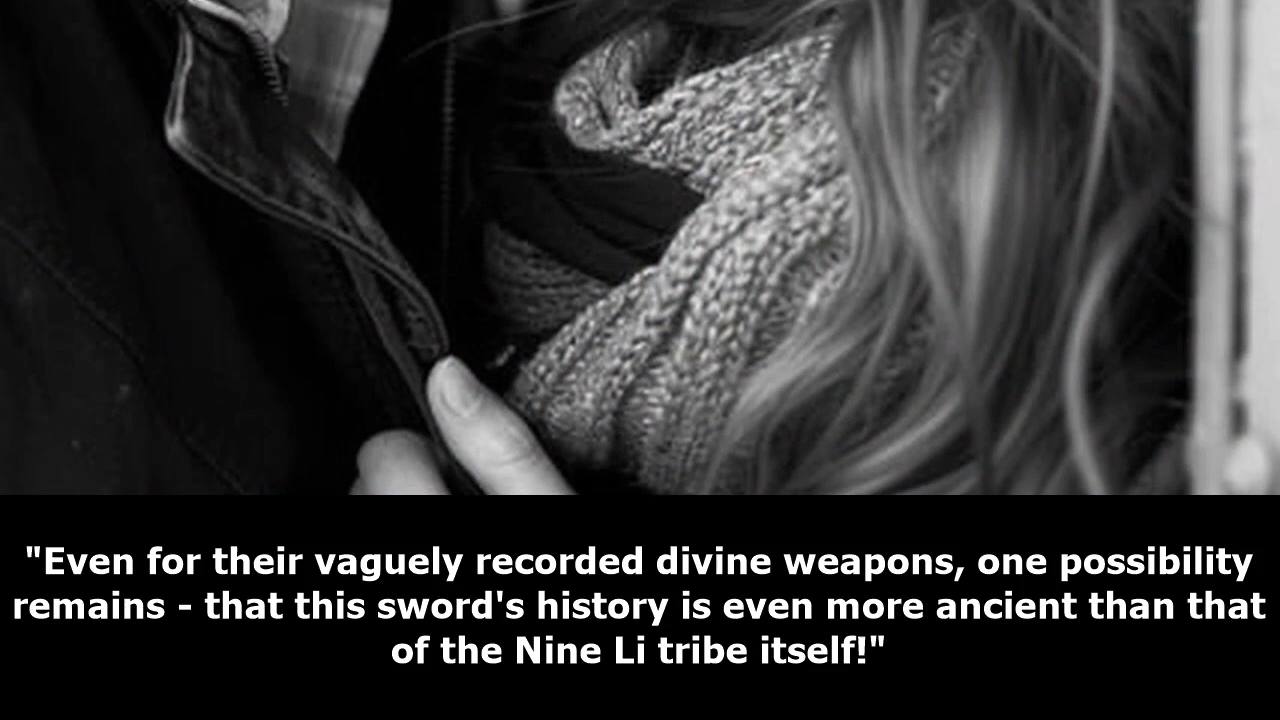 "Even for their vaguely recorded divine weapons, one possibility
remains - that this sword's history is even more ancient than that
of the Nine Li tribe itself!"